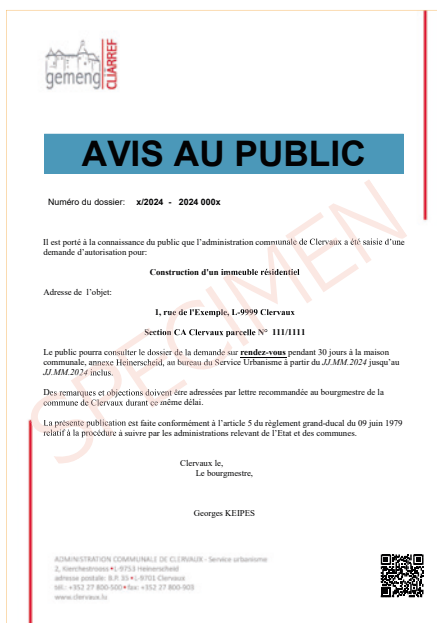 gemeng
CLIÄRREF
AVIS AU PUBLIC
Numéro du dossier: x/2024 - 2024 000x
Il est porté à la connaissance du public que l'administration communale de Clervaux a été saisie d'une
demande d'autorisation pour:
Construction d'un immeuble résidentiel
Adresse de l'objet:
1, rue de l'Exemple, L-9999 Clervaux
Section CA Clervaux parcelle N° 111/1111
Le public pourra consulter le dossier de la demande sur rendez-vous pendant 30 jours à la maison
communale, annexe Heinerscheid, au bureau du Service Urbanisme à partir du JJ.MM.2024 jusqu'au
JJ.MM.2024 inclus.
Des remarques et objections doivent être adressées par lettre recommandée au bourgmestre de la
commune de Clervaux durant ce même délai.
La présente publication est faite conformément à l'article 5 du règlement grand-ducal du 09 juin 1979
relatif à la procédure à suivre par les administrations relevant de l'Etat et des communes.
Clervaux le,
Le bourgmestre,
Georges KEIPES
SPECIMEN
ADMINISTRATION COMMUNALE DE CLERVAUX - Service urbanisme
2, Kierchestrooss • L-9753 Heinerscheid
adresse postale: B.P. 35 • L-9701 Clervaux
tél.: +352 27 800-500 • fax: +352 27 800-903
www.clervaux.lu